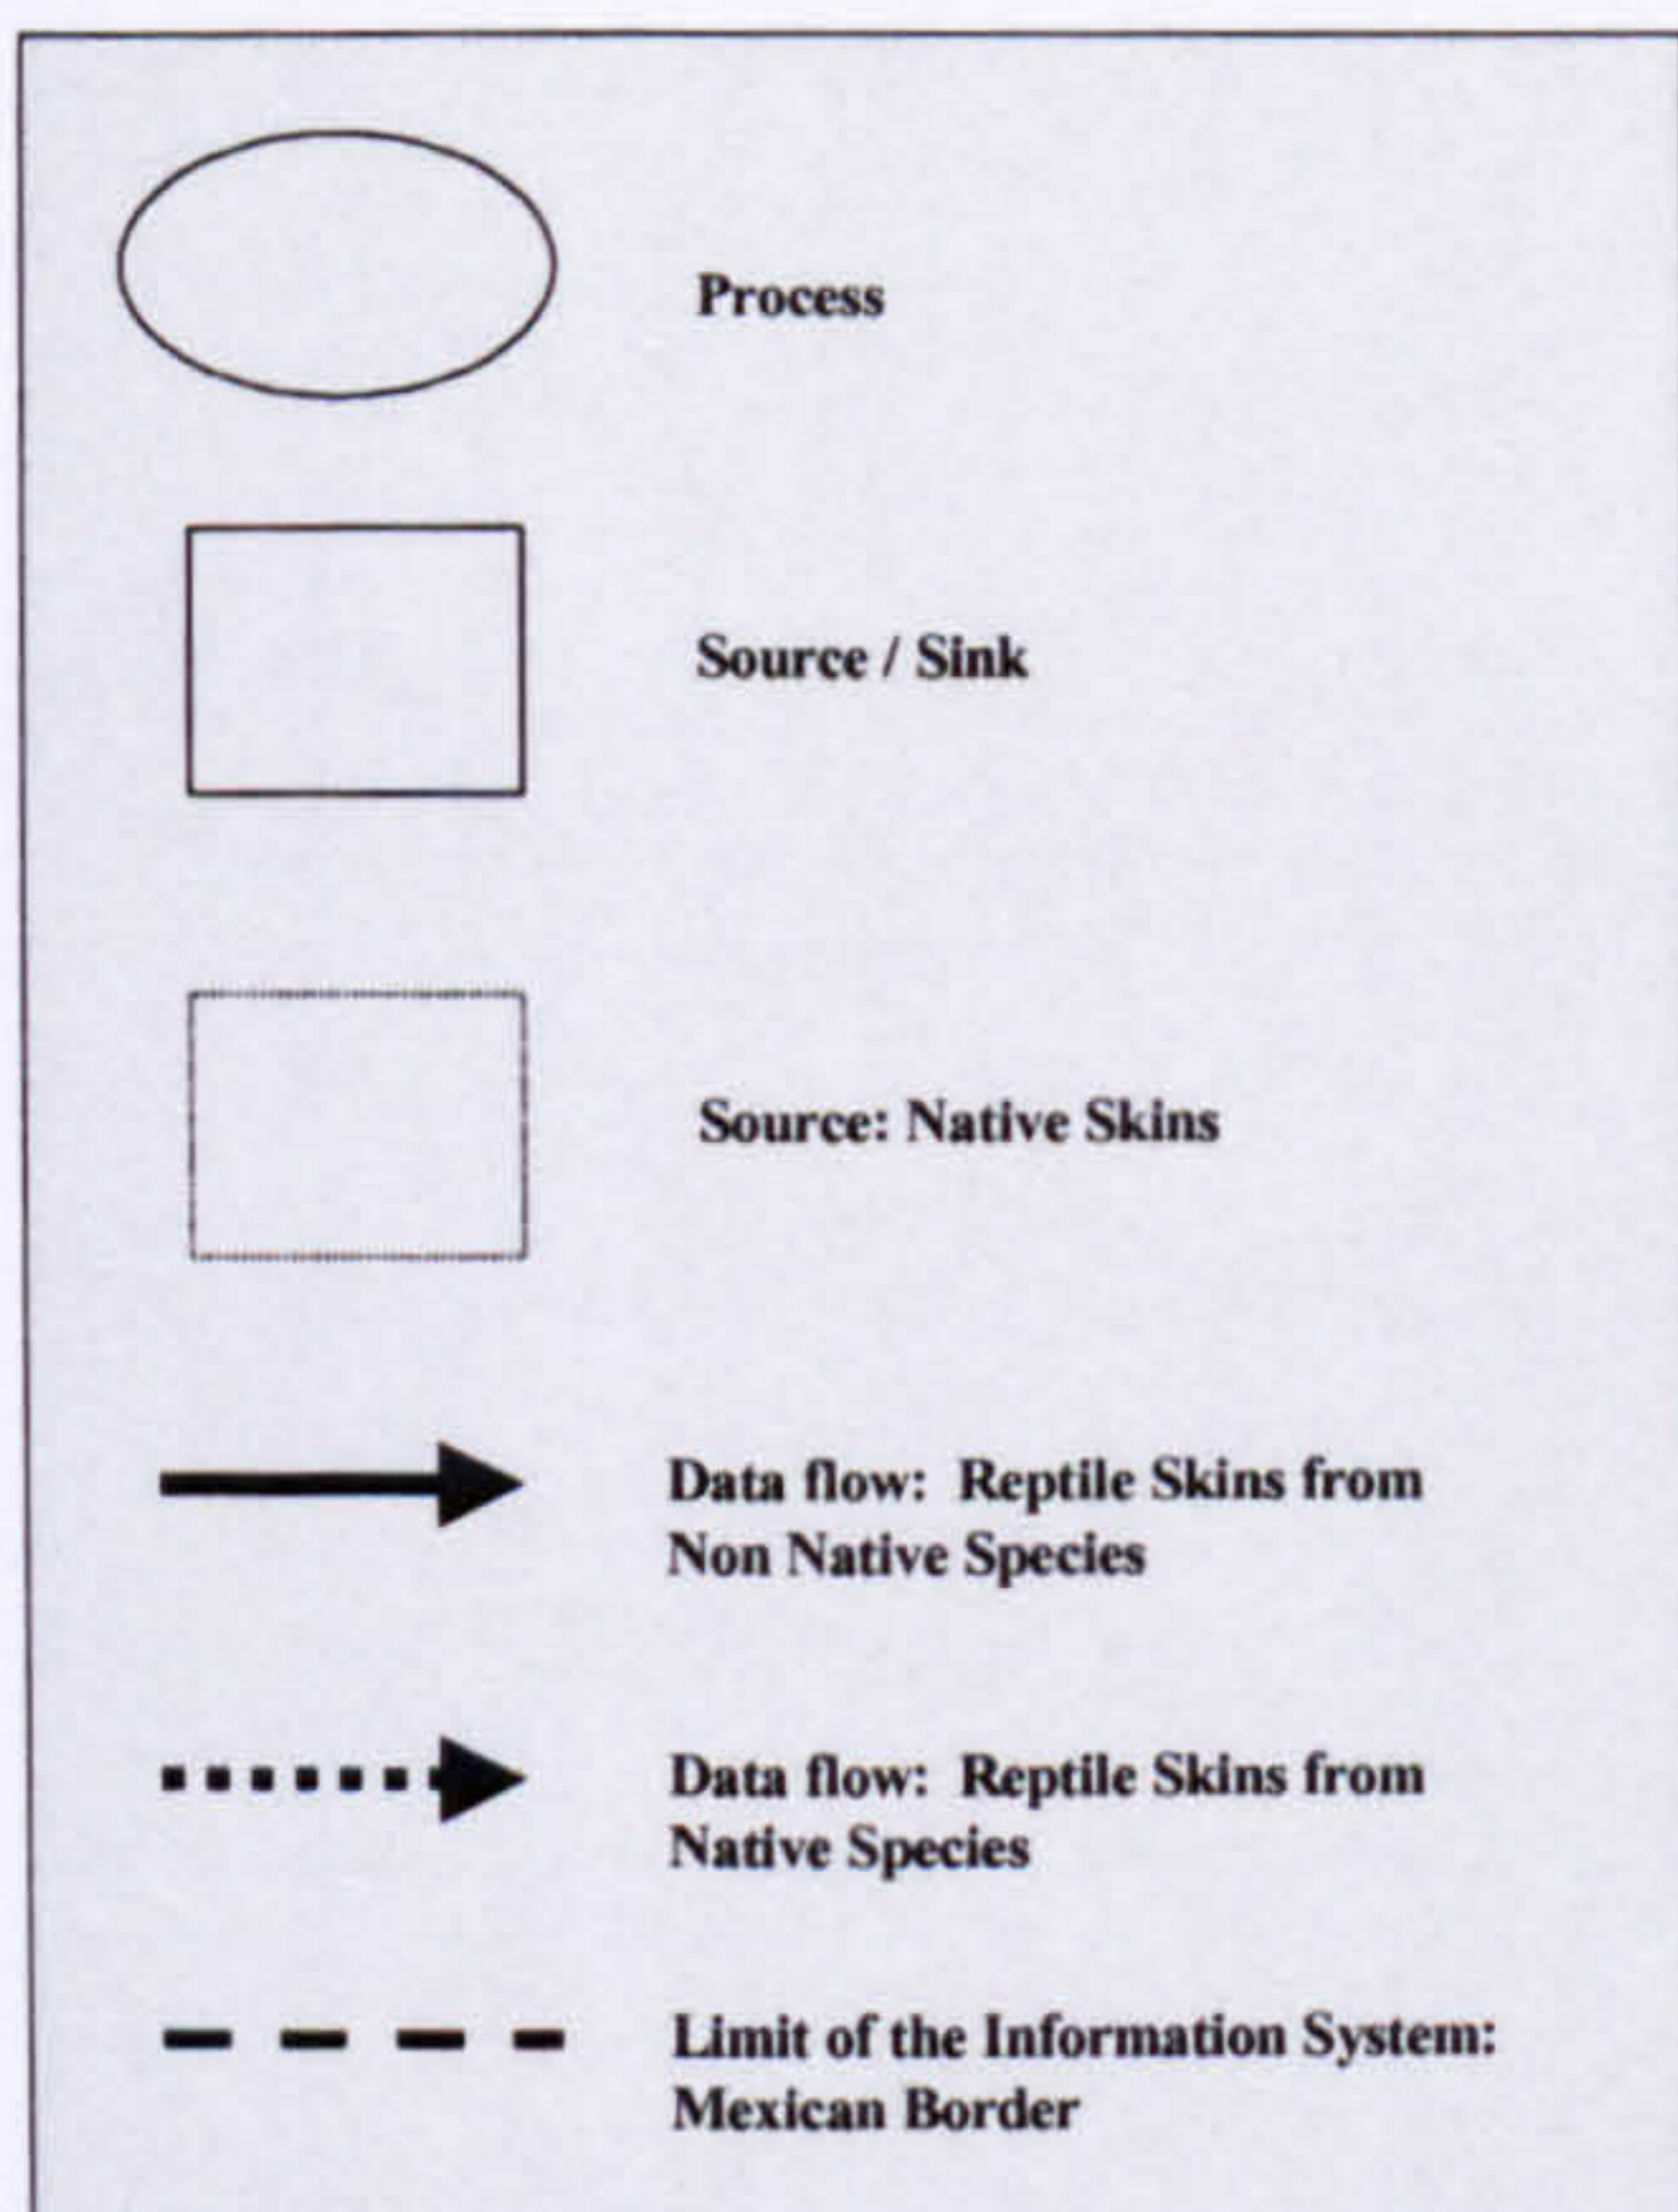 Process
Source / Sink
Source: Native Skins
Data flow:  Reptile Skins from
Non Native Species
Data flow:  Reptile Skins from
Native Species
Limit of the Information System:
Mexican Border